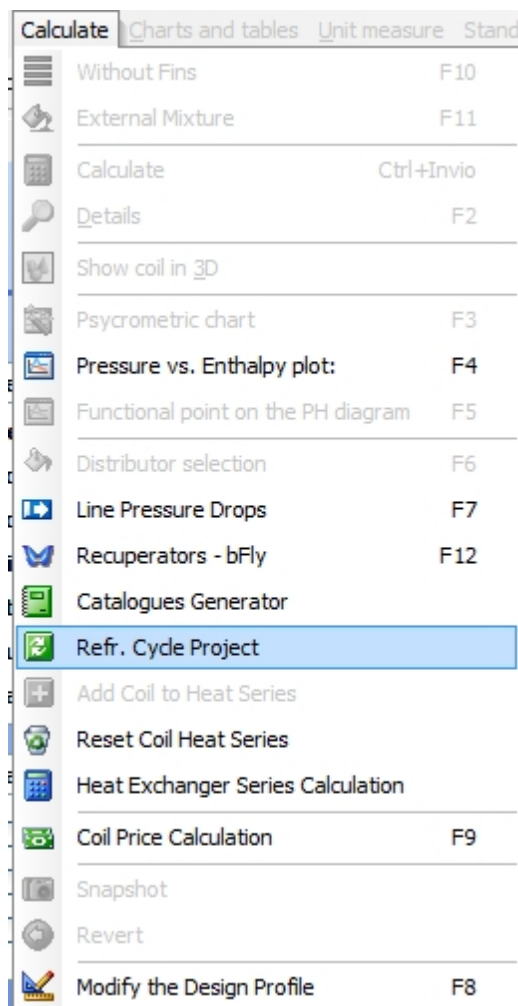 Calculate Charts and tables Unit measure Stand
Without Fins F10
External Mixture F11
Calculate Ctrl+Invio
Details F2
Show coil in 3D
Psycrometric chart F3
Pressure vs. Enthalpy plot: F4
Functional point on the PH diagram F5
Distributor selection F6
Line Pressure Drops F7
Recuperators - bFly F12
Catalogues Generator
Refr. Cycle Project
Add Coil to Heat Series
Reset Coil Heat Series
Heat Exchanger Series Calculation
Coil Price Calculation F9
Snapshot
Revert
Modify the Design Profile F8